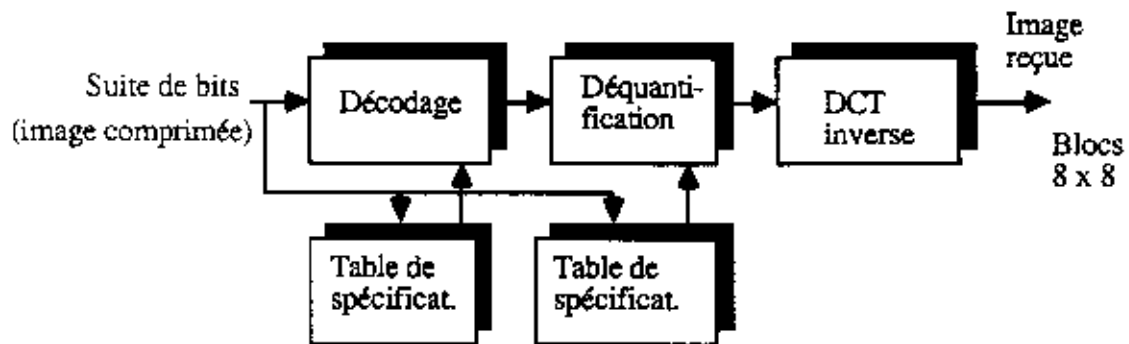 Suite de bits
(image comprimée)
Décodage
Déquanti-
fication
DCT
inverse
Image
reçue
Blocs
8 x 8
Table de
spécificat.
Table de
spécificat.